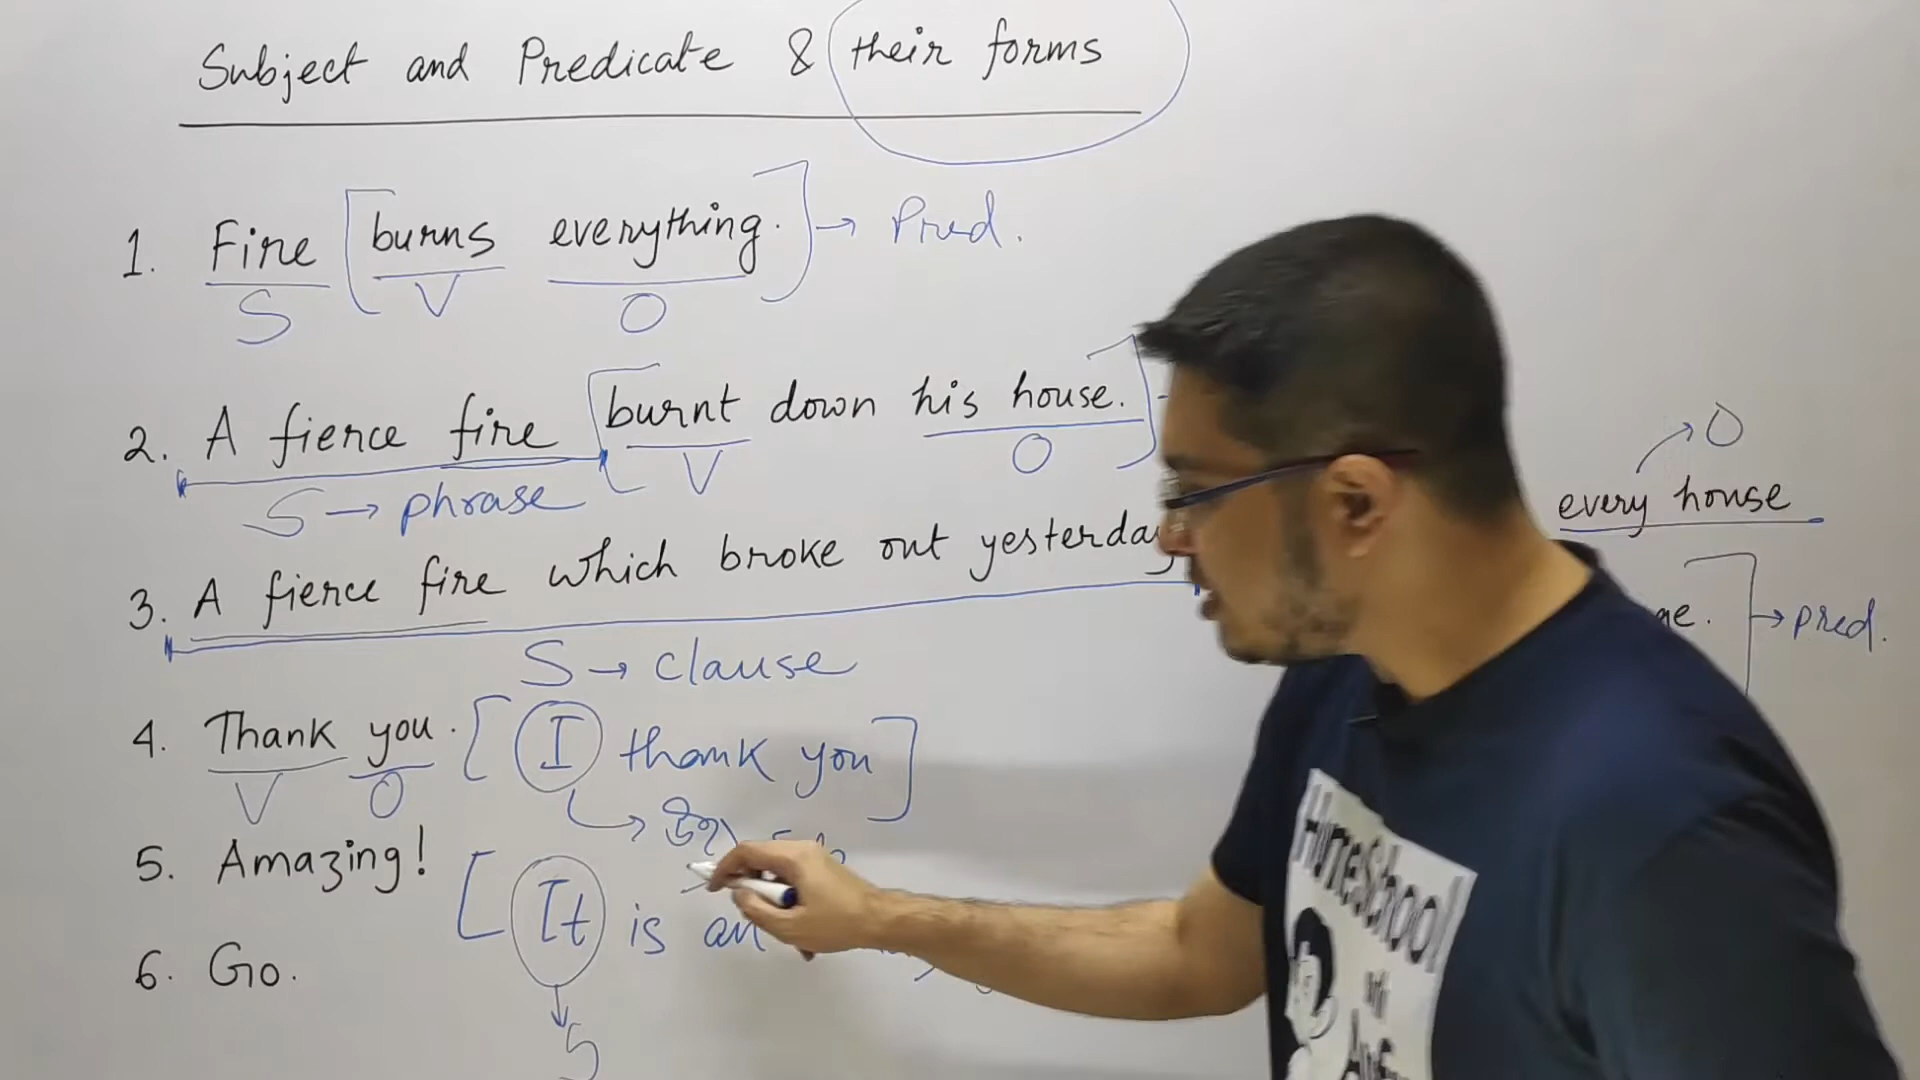 Subject and Predicate & their forms
1. Fire [burns everything.] → Pred.
S V O
2. A fierce fire [burnt down his house.]
S → phrase V O
O
every house
3. A fierce fire which broke out yesterday
→ pred.
S → clause
4. Thank you. [I thank you]
V O
5. Amazing! [It is an
6. Go.
S
HomeSchool